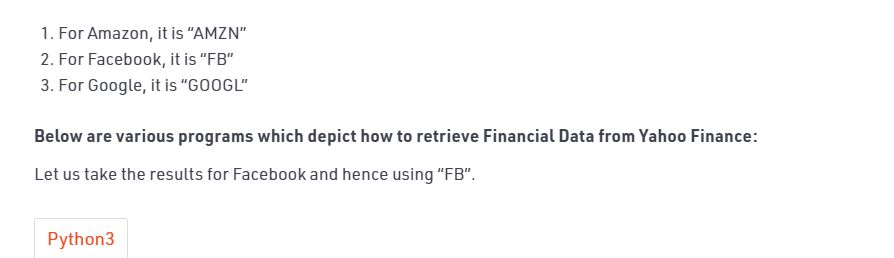 1. For Amazon, it is “AMZN”
2. For Facebook, it is “FB”
3. For Google, it is “GOOGL”
Below are various programs which depict how to retrieve Financial Data from Yahoo Finance:
Let us take the results for Facebook and hence using “FB”.
Python3